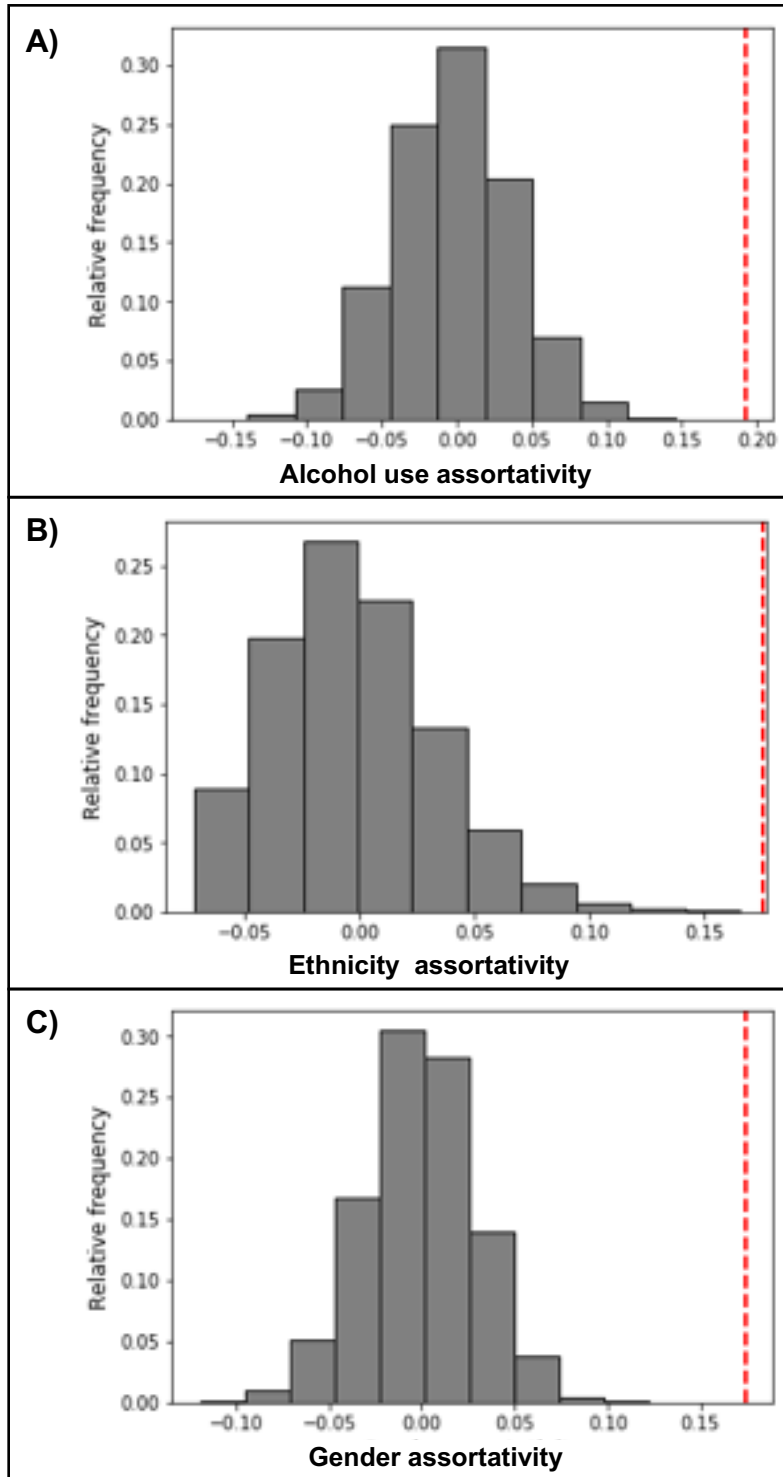 A)
0.30
0.25
0.20
0.15
0.10
0.05
0.00
Relative frequency
−0.15 −0.10 −0.05 0.00 0.05 0.10 0.15 0.20
Alcohol use assortativity
B)
0.25
0.20
0.15
0.10
0.05
0.00
Relative frequency
−0.05 0.00 0.05 0.10 0.15
Ethnicity assortativity
C)
0.30
0.25
0.20
0.15
0.10
0.05
0.00
Relative frequency
−0.10 −0.05 0.00 0.05 0.10 0.15
Gender assortativity